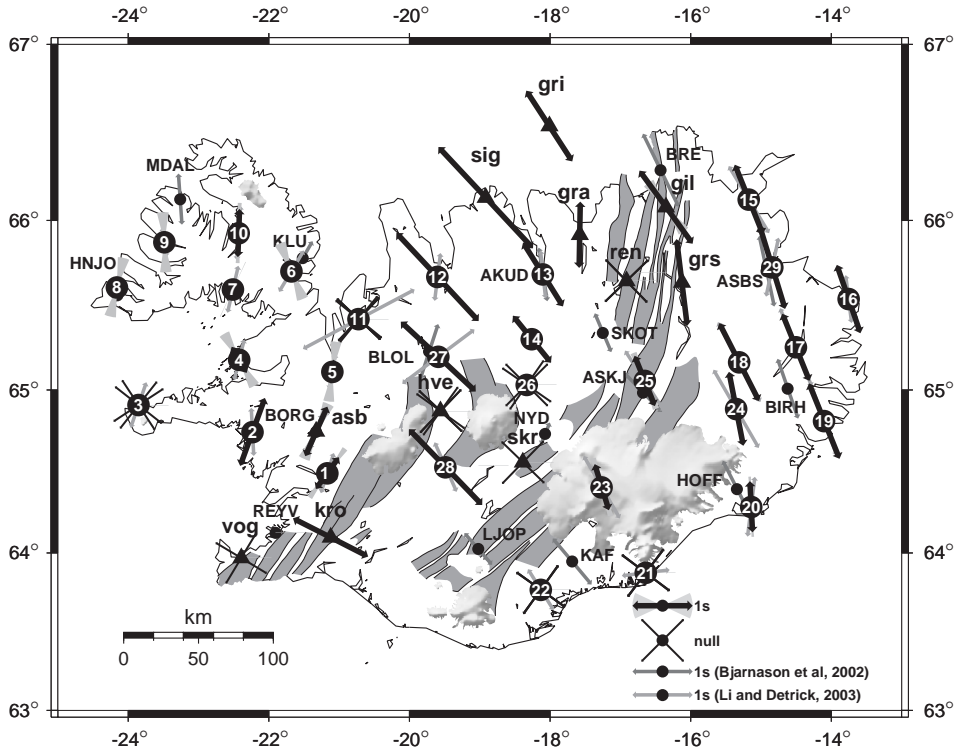 -24° -22° -20° -18° -16° -14°
67° 67°
gri
sig
MDAL
BRE
gra
gil
15
66° 66°
10
9
KLU
ren
grs
HNJO
6
AKUD
13
12
29
ASBS
8
7
16
11
SKOT
14
17
BLOL
27
4
18
5
hve
26
ASKJ
25
65° 65°
3
BORG
asb
NYD
24
BIRH
19
2
skr
28
1
23
HOFF
20
REYV
kro
vog
LJOP
KAF
64° 64°
22
21
1s
km
null
0 50 100
1s (Bjarnason et al, 2002)
1s (Li and Detrick, 2003)
63° 63°
-24° -22° -20° -18° -16° -14°